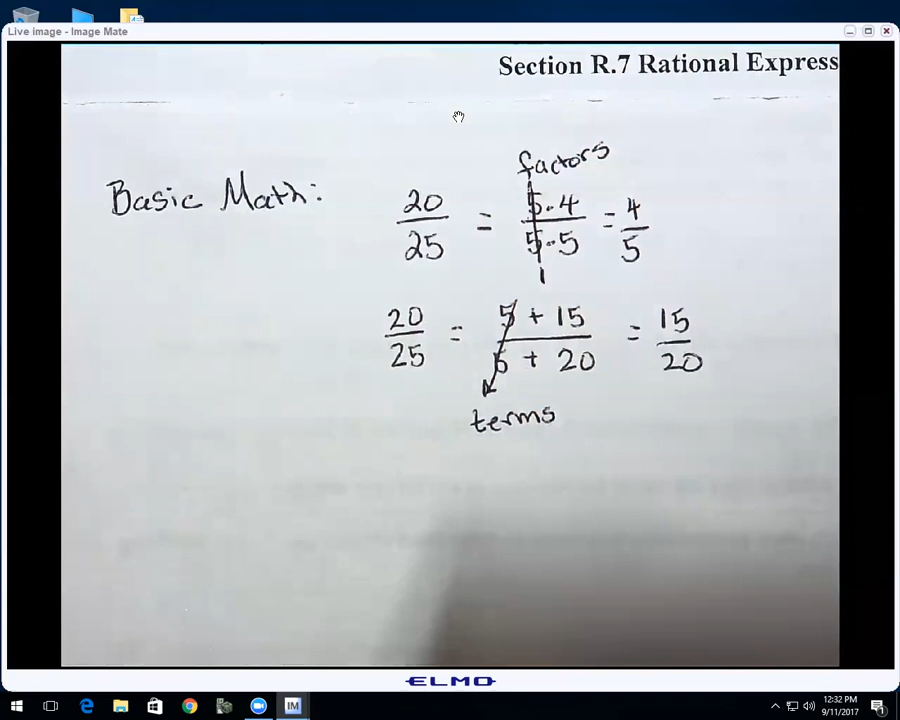 Live image - Image Mate
Section R.7 Rational Express
factors
Basic Math: 20/25 = 5·4/5·5 = 4/5
1
20/25 = 5 + 15/5 + 20 = 15/20
terms
ELMO
12:32 PM
9/11/2017